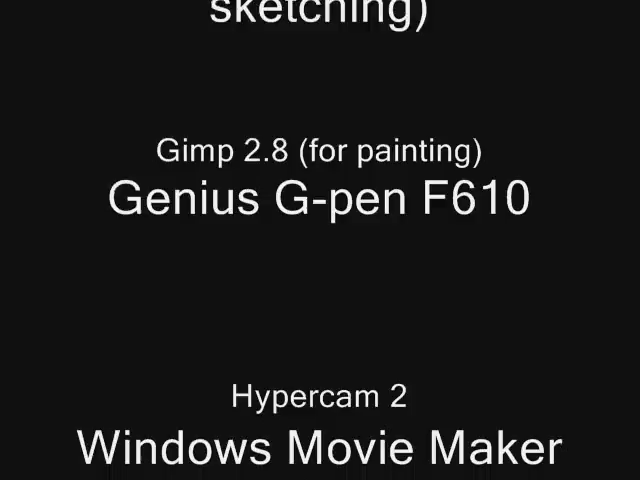 sketching)
Gimp 2.8 (for painting)
Genius G-pen F610
Hypercam 2
Windows Movie Maker